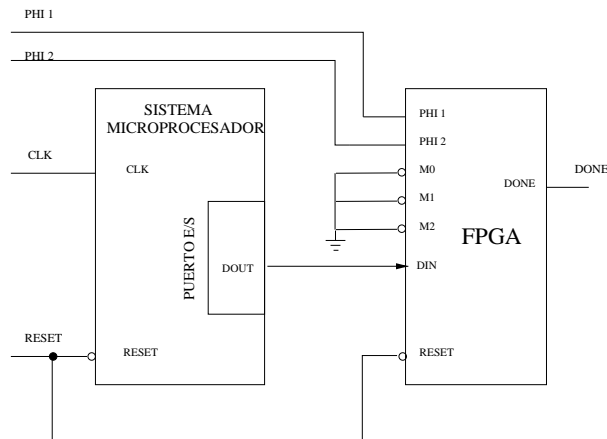 PHI 1
PHI 2
SISTEMA
MICROPROCESADOR
CLK
CLK
PUERTO E/S
DOUT
RESET
RESET
PHI 1
PHI 2
M0
M1
M2
DIN
RESET
FPGA
DONE
DONE